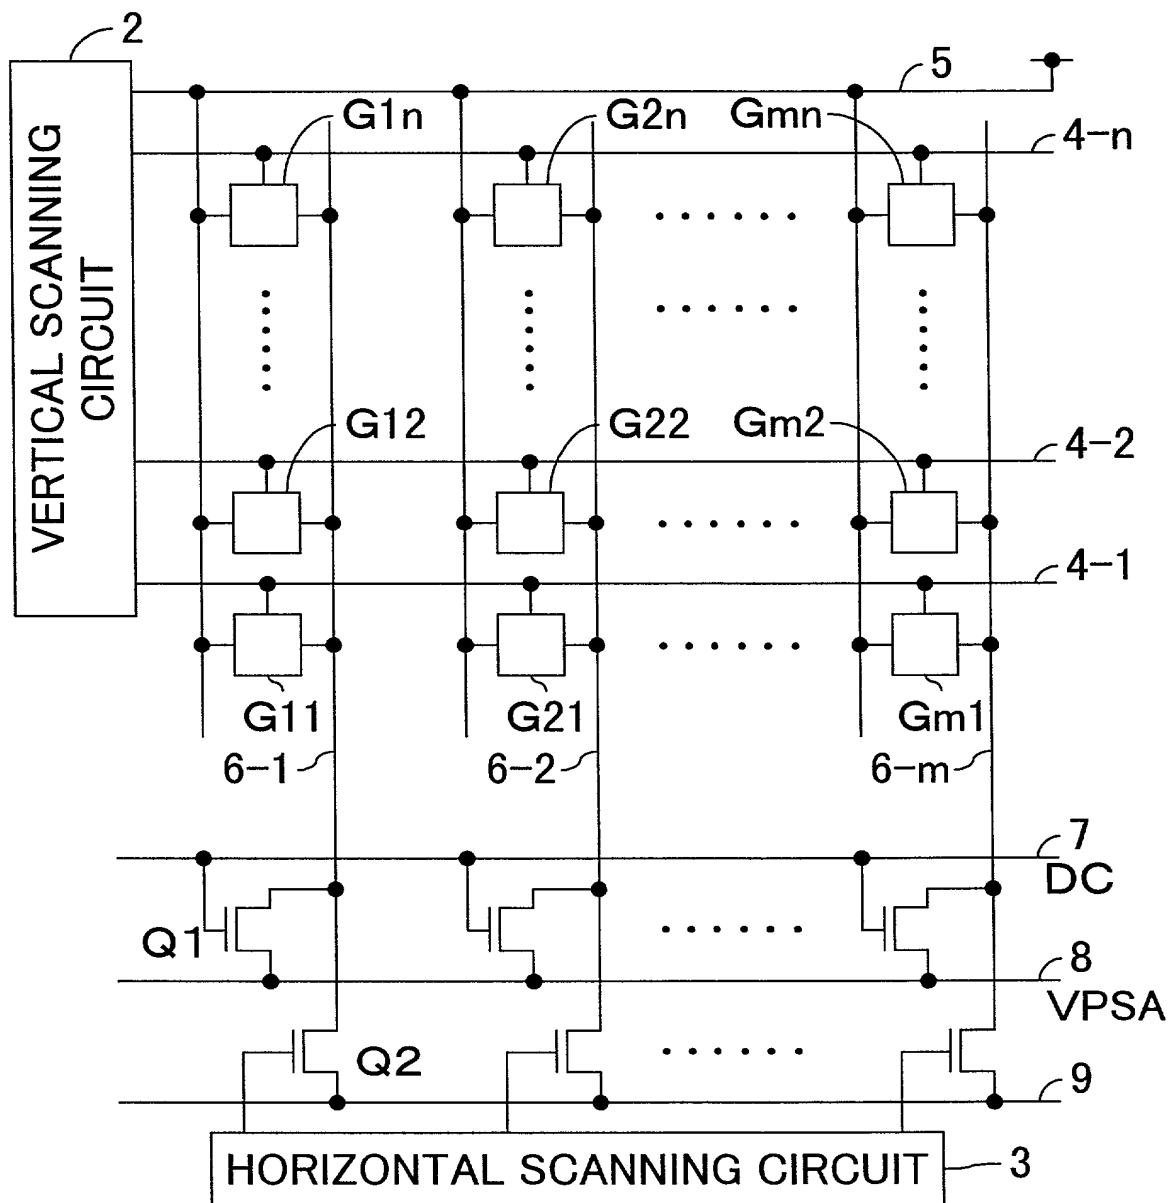 2
5
G1n
G2n
Gmn
4-n
VERTICAL SCANNING
CIRCUIT
G12
G22
Gm2
4-2
4-1
G11
G21
Gm1
6-1
6-2
6-m
7
DC
Q1
8
VPSA
Q2
9
HORIZONTAL SCANNING CIRCUIT
3